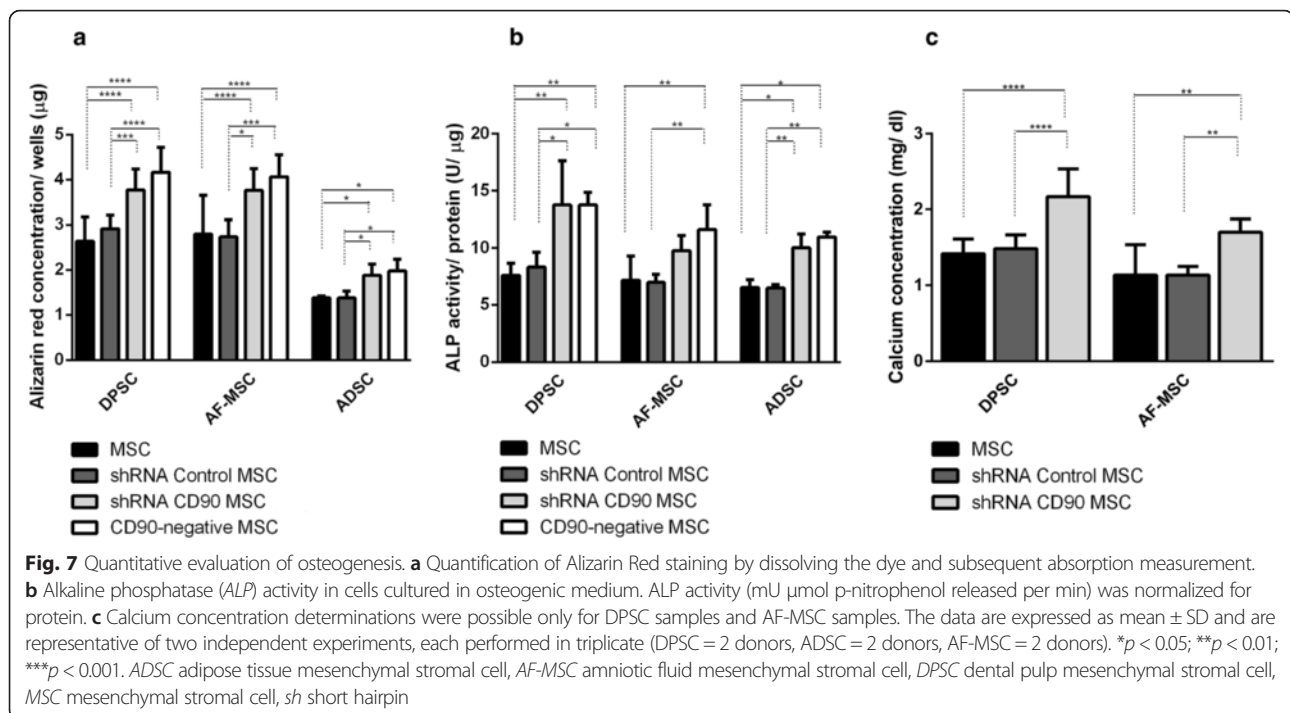 a
b
c
Alizarin red concentration/ wells (µg)
5
4
3
2
1
0
**** **** **** ***
**** **** *** *
* * * *
DPSC
AF-MSC
ADSC
MSC
shRNA Control MSC
shRNA CD90 MSC
CD90-negative MSC
ALP activity/ protein (U/ µg)
20
15
10
5
0
** ** * *
** **
* * ** **
DPSC
AF-MSC
ADSC
MSC
shRNA Control MSC
shRNA CD90 MSC
CD90-negative MSC
Calcium concentration (mg/ dl)
3
2
1
0
**** ****
** **
DPSC
AF-MSC
MSC
shRNA Control MSC
shRNA CD90 MSC
Fig. 7 Quantitative evaluation of osteogenesis. a Quantification of Alizarin Red staining by dissolving the dye and subsequent absorption measurement.
b Alkaline phosphatase (ALP) activity in cells cultured in osteogenic medium. ALP activity (mU µmol p-nitrophenol released per min) was normalized for
protein. c Calcium concentration determinations were possible only for DPSC samples and AF-MSC samples. The data are expressed as mean ± SD and are
representative of two independent experiments, each performed in triplicate (DPSC = 2 donors, ADSC = 2 donors, AF-MSC = 2 donors). *p < 0.05; **p < 0.01;
***p < 0.001. ADSC adipose tissue mesenchymal stromal cell, AF-MSC amniotic fluid mesenchymal stromal cell, DPSC dental pulp mesenchymal stromal cell,
MSC mesenchymal stromal cell, sh short hairpin